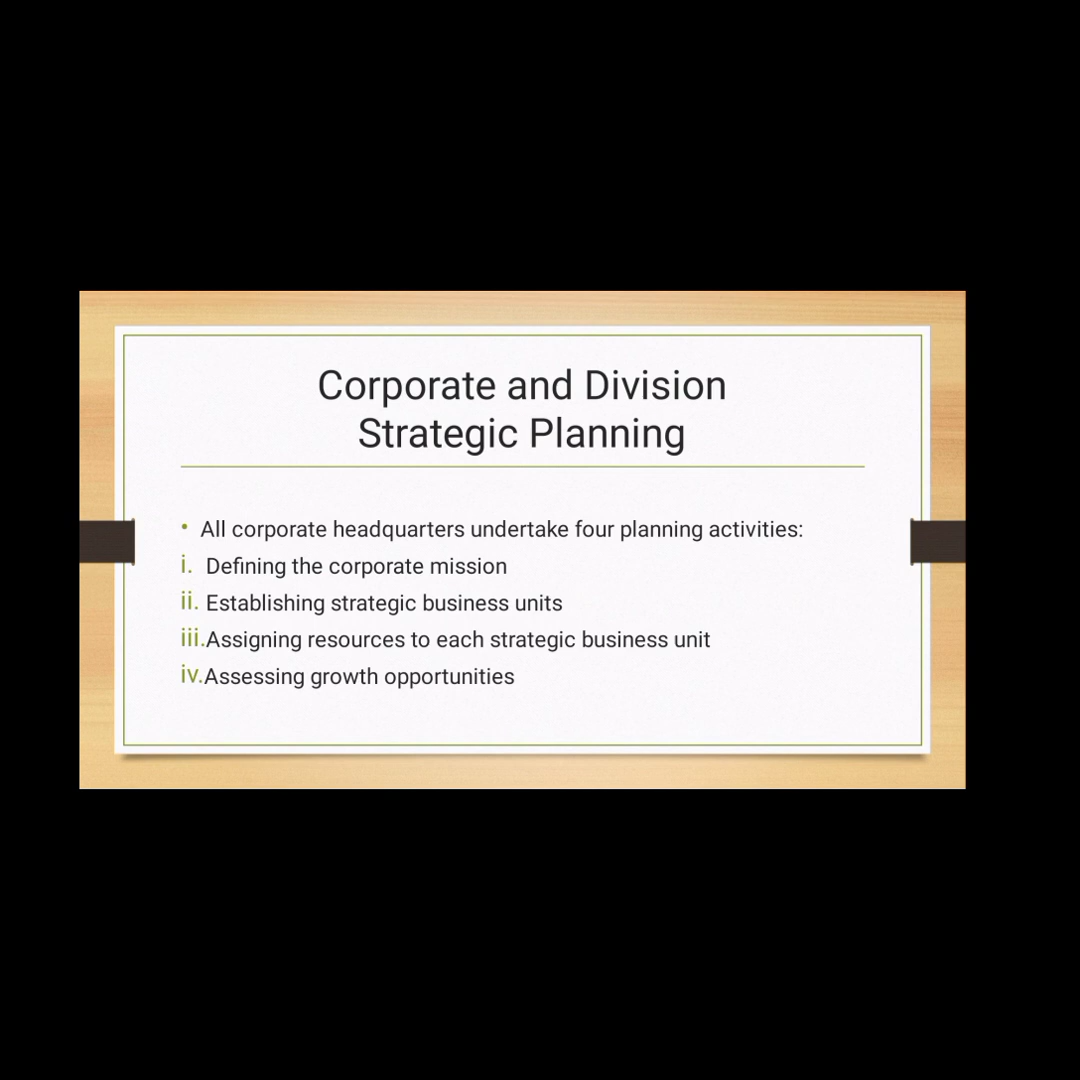 Corporate and Division
Strategic Planning
• All corporate headquarters undertake four planning activities:
i. Defining the corporate mission
ii. Establishing strategic business units
iii.Assigning resources to each strategic business unit
iv.Assessing growth opportunities